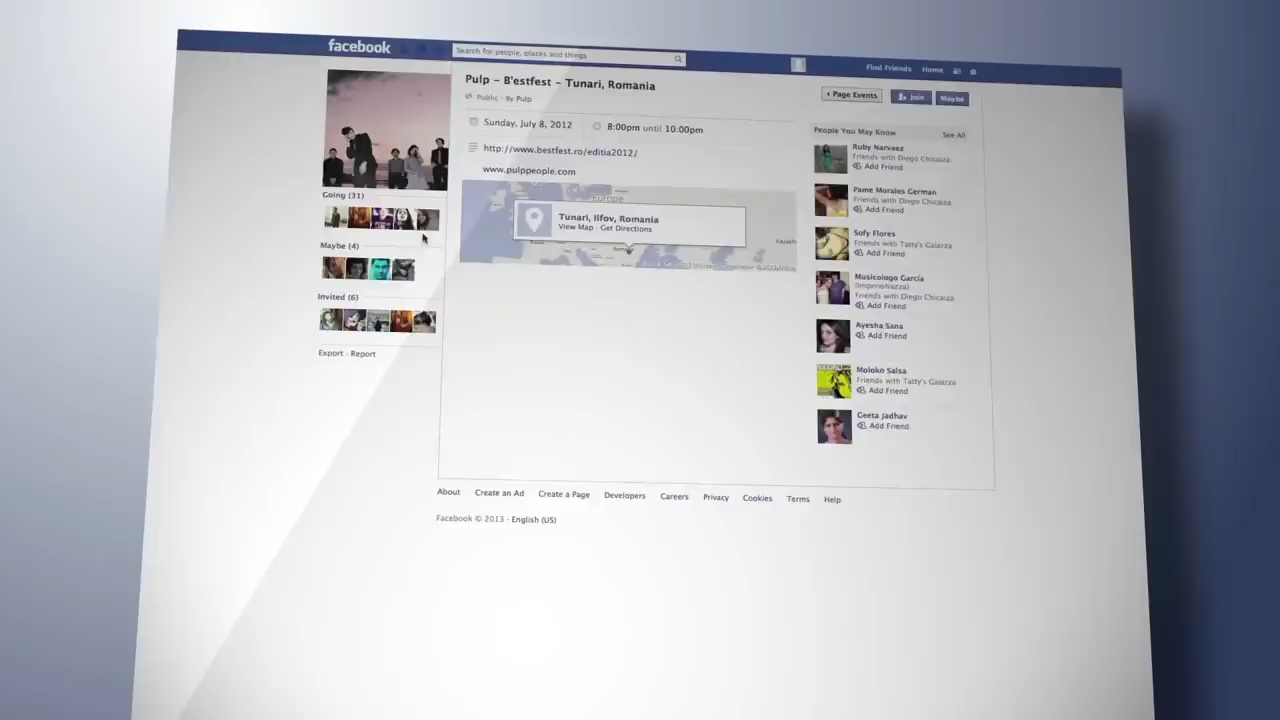 facebook
Search for people, places and things
Find Friends Home
Pulp - B'estfest - Tunari, Romania
Public · By Pulp
Page Events
Join
Maybe
Sunday, July 8, 2012
8:00pm until 10:00pm
http://www.bestfest.ro/editia2012/
www.pulppeople.com
Europe
Tunari, Ilfov, Romania
View Map · Get Directions
Romania
Going (31)
Maybe (4)
Invited (6)
Export · Report
People You May Know
See All
Ruby Narvaez
Friends with Diego Chicaiza
Add Friend
Pame Morales German
Friends with Diego Chicaiza
Add Friend
Sofy Flores
Friends with Tatty's Galarza
Add Friend
Musicologo García
(ImperioNazza)
Friends with Diego Chicaiza
Add Friend
Ayesha Sana
Add Friend
Moloko Salsa
Friends with Tatty's Galarza
Add Friend
Geeta Jadhav
Add Friend
About Create an Ad Create a Page Developers Careers Privacy Cookies Terms Help
Facebook © 2013 · English (US)